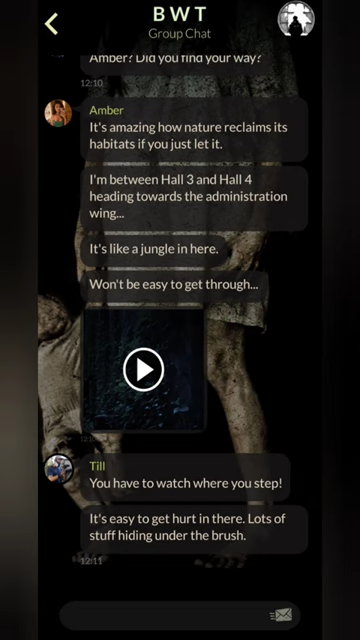 B W T
Group Chat
Amber? Did you find your way?
12:10
Amber
It's amazing how nature reclaims its
habitats if you just let it.
I'm between Hall 3 and Hall 4
heading towards the administration
wing...
It's like a jungle in here.
Won't be easy to get through...
Till
You have to watch where you step!
It's easy to get hurt in there. Lots of
stuff hiding under the brush.
12:11